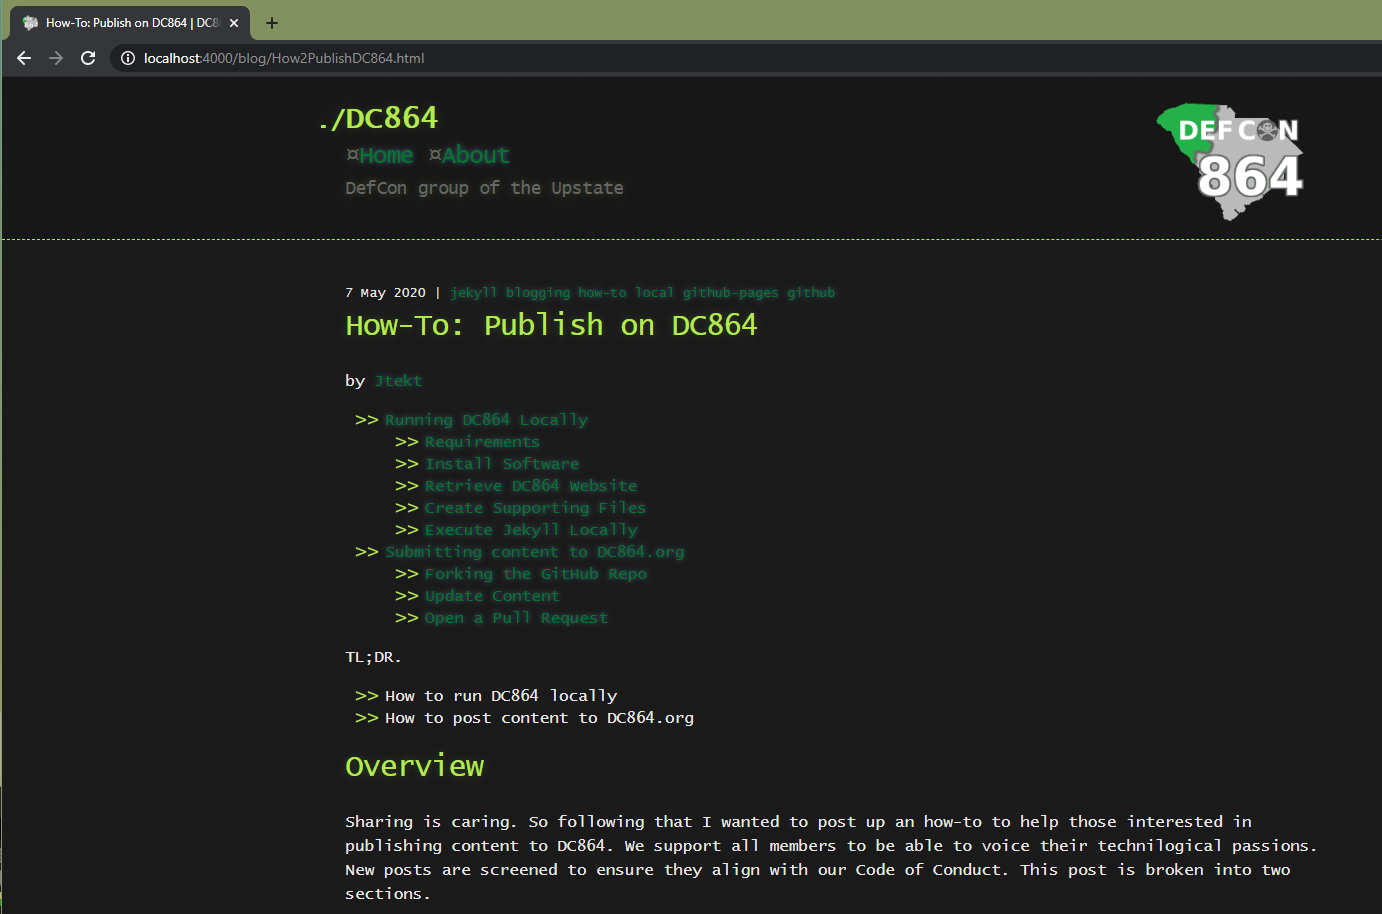 How-To: Publish on DC864 | DC8
localhost:4000/blog/How2PublishDC864.html
./DC864
¤Home ¤About
DefCon group of the Upstate
DEFCON
864
7 May 2020 | jekyll blogging how-to local github-pages github
How-To: Publish on DC864
by Jtekt
>> Running DC864 Locally
>> Requirements
>> Install Software
>> Retrieve DC864 Website
>> Create Supporting Files
>> Execute Jekyll Locally
>> Submitting content to DC864.org
>> Forking the GitHub Repo
>> Update Content
>> Open a Pull Request
TL;DR.
>> How to run DC864 locally
>> How to post content to DC864.org
Overview
Sharing is caring. So following that I wanted to post up an how-to to help those interested in
publishing content to DC864. We support all members to be able to voice their technilogical passions.
New posts are screened to ensure they align with our Code of Conduct. This post is broken into two
sections.